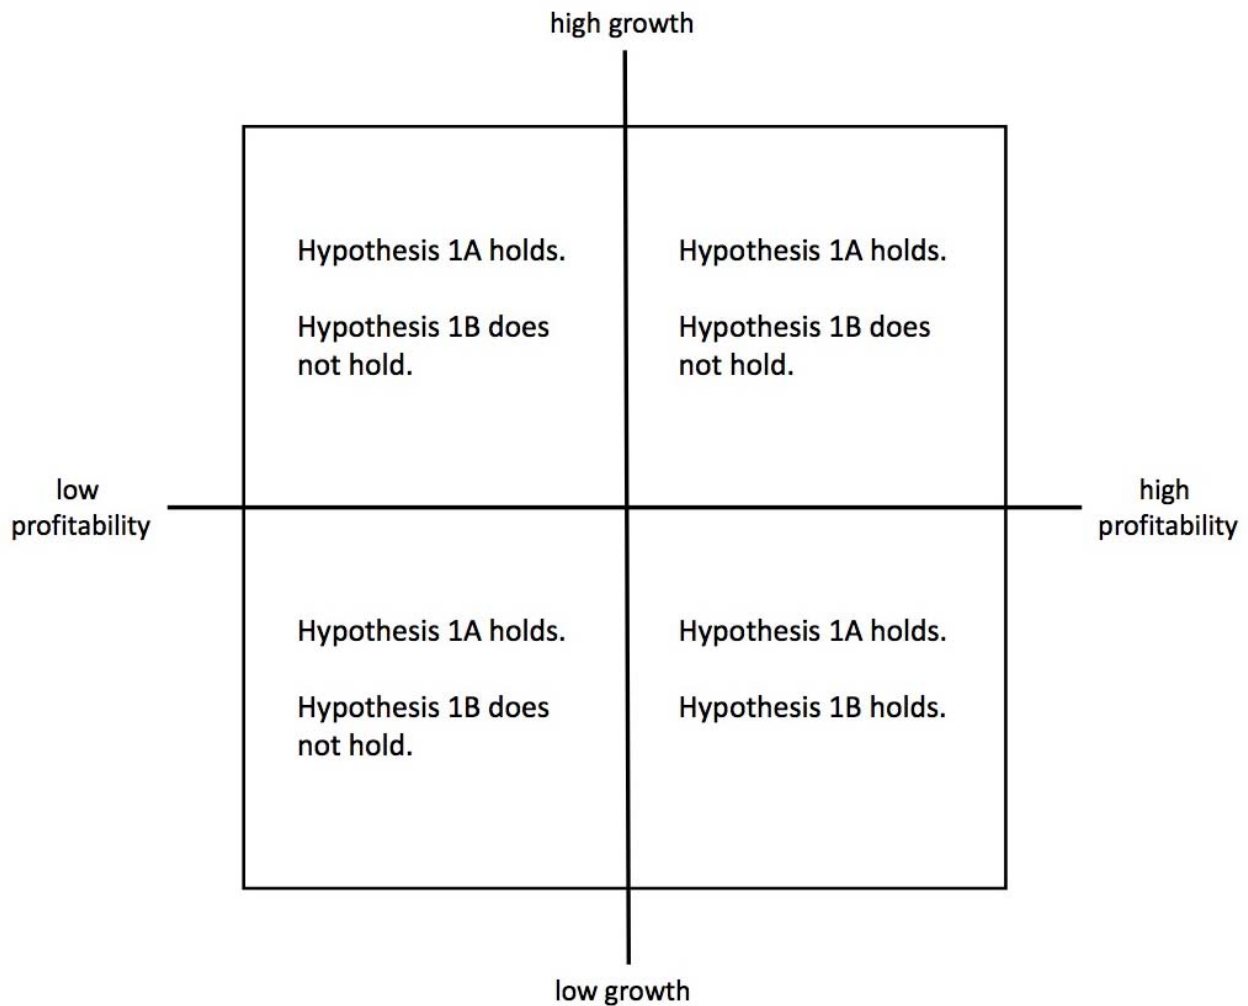 high growth
Hypothesis 1A holds.
Hypothesis 1B does
not hold.
Hypothesis 1A holds.
Hypothesis 1B does
not hold.
low
profitability
high
profitability
Hypothesis 1A holds.
Hypothesis 1B does
not hold.
Hypothesis 1A holds.
Hypothesis 1B holds.
low growth